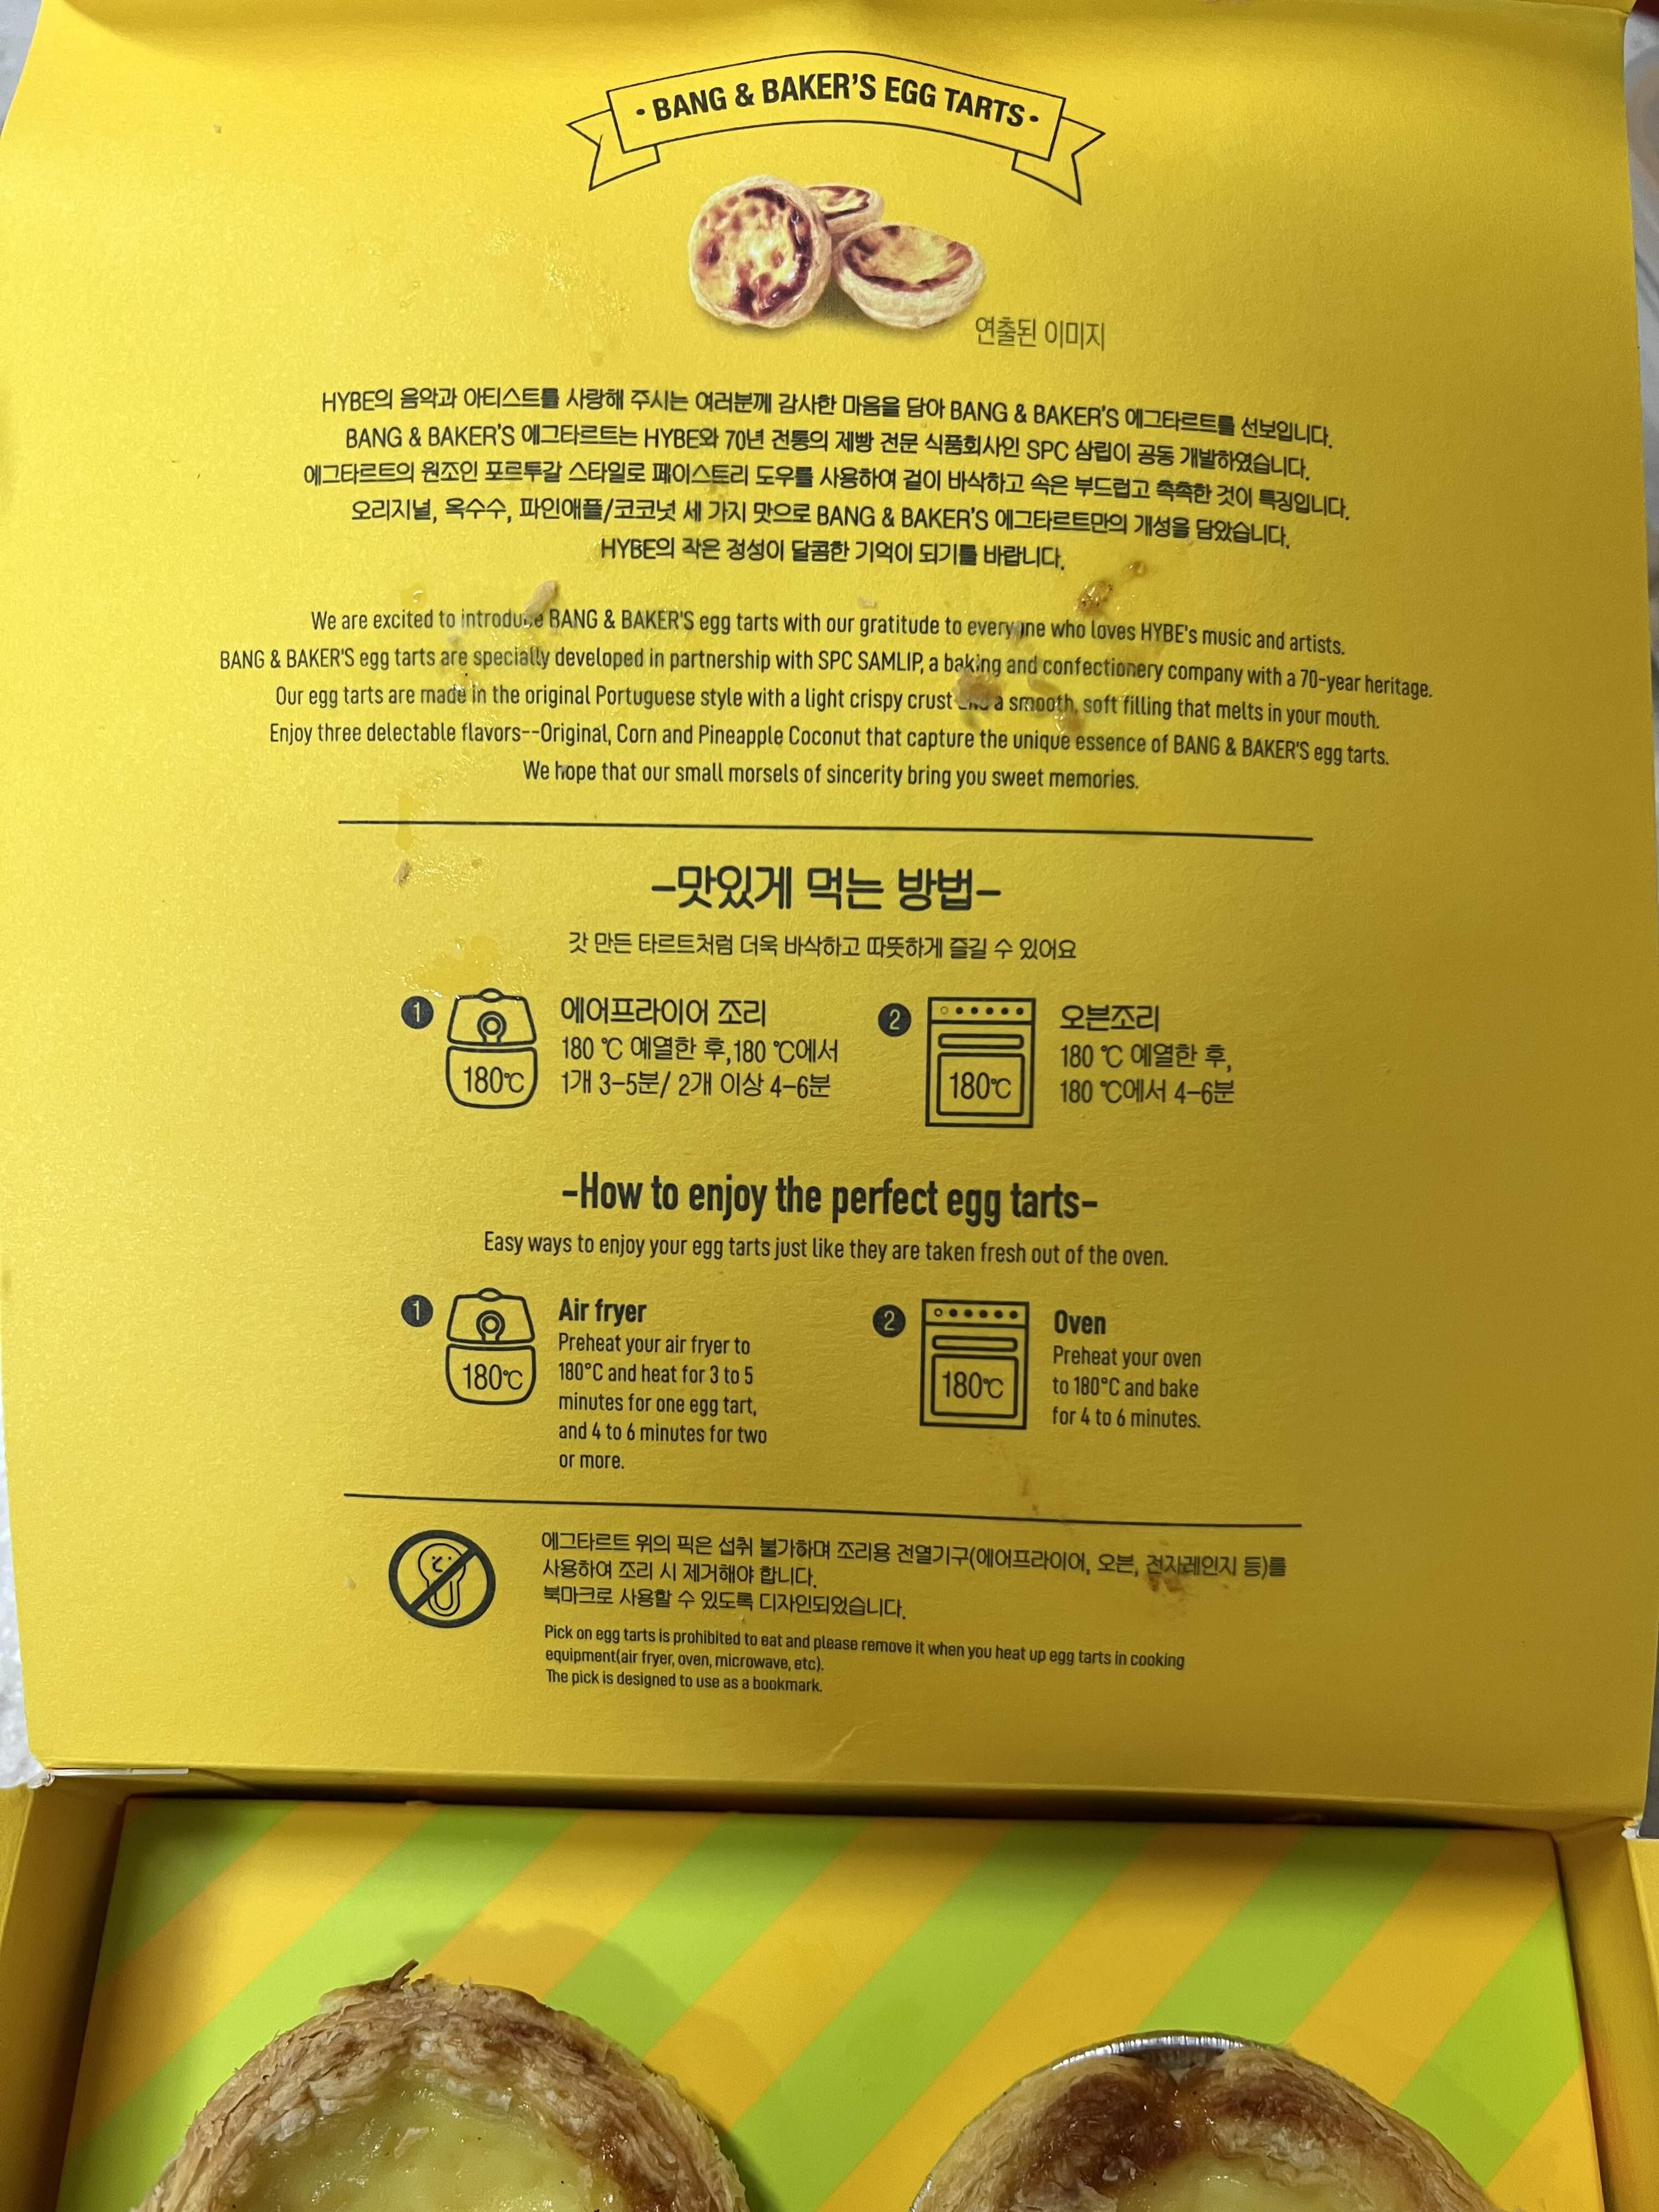 · BANG & BAKER'S EGG TARTS ·
연출된 이미지
HYBE의 음악과 아티스트를 사랑해 주시는 여러분께 감사한 마음을 담아 BANG & BAKER'S 에그타르트를 선보입니다.
BANG & BAKER'S 에그타르트는 HYBE와 70년 전통의 제빵 전문 식품회사인 SPC 삼립이 공동 개발하였습니다.
에그타르트의 원조인 포르투갈 스타일로 페이스트리 도우를 사용하여 겉이 바삭하고 속은 부드럽고 촉촉한 것이 특징입니다.
오리지널, 옥수수, 파인애플/코코넛 세 가지 맛으로 BANG & BAKER'S 에그타르트만의 개성을 담았습니다.
HYBE의 작은 정성이 달콤한 기억이 되기를 바랍니다.
We are excited to introduce BANG & BAKER'S egg tarts with our gratitude to everyone who loves HYBE's music and artists.
BANG & BAKER'S egg tarts are specially developed in partnership with SPC SAMLIP, a baking and confectionery company with a 70-year heritage.
Our egg tarts are made in the original Portuguese style with a light crispy crust and a smooth, soft filling that melts in your mouth.
Enjoy three delectable flavors--Original, Corn and Pineapple Coconut that capture the unique essence of BANG & BAKER'S egg tarts.
We hope that our small morsels of sincerity bring you sweet memories.
–맛있게 먹는 방법–
갓 만든 타르트처럼 더욱 바삭하고 따뜻하게 즐길 수 있어요
1
180℃
에어프라이어 조리
180 ℃ 예열한 후,180 ℃에서
1개 3–5분/ 2개 이상 4–6분
2
180℃
오븐조리
180 ℃ 예열한 후,
180 ℃에서 4–6분
–How to enjoy the perfect egg tarts–
Easy ways to enjoy your egg tarts just like they are taken fresh out of the oven.
1
180℃
Air fryer
Preheat your air fryer to
180°C and heat for 3 to 5
minutes for one egg tart,
and 4 to 6 minutes for two
or more.
2
180℃
Oven
Preheat your oven
to 180°C and bake
for 4 to 6 minutes.
에그타르트 위의 픽은 섭취 불가하며 조리용 전열기구(에어프라이어, 오븐, 전자레인지 등)를
사용하여 조리 시 제거해야 합니다.
북마크로 사용할 수 있도록 디자인되었습니다.
Pick on egg tarts is prohibited to eat and please remove it when you heat up egg tarts in cooking
equipment(air fryer, oven, microwave, etc).
The pick is designed to use as a bookmark.